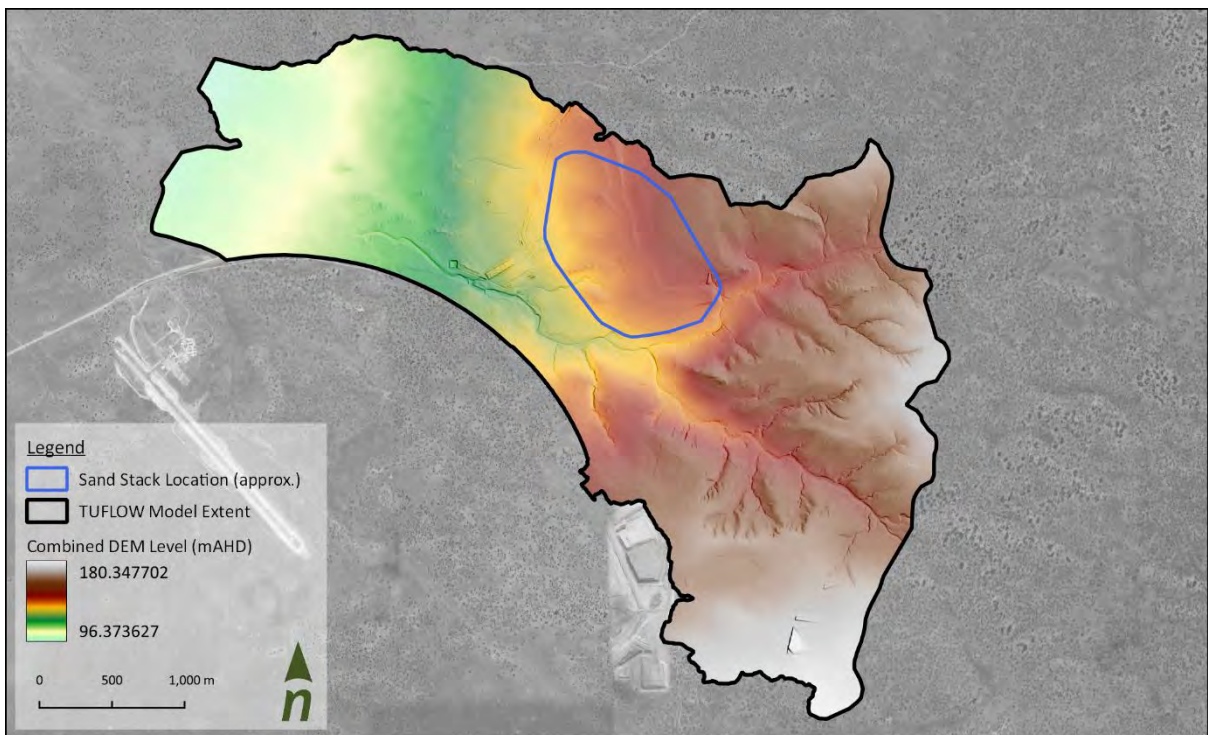 Legend
Sand Stack Location (approx.)
TUFLOW Model Extent
Combined DEM Level (mAHD)
180.347702
96.373627
0 500 1,000 m
n